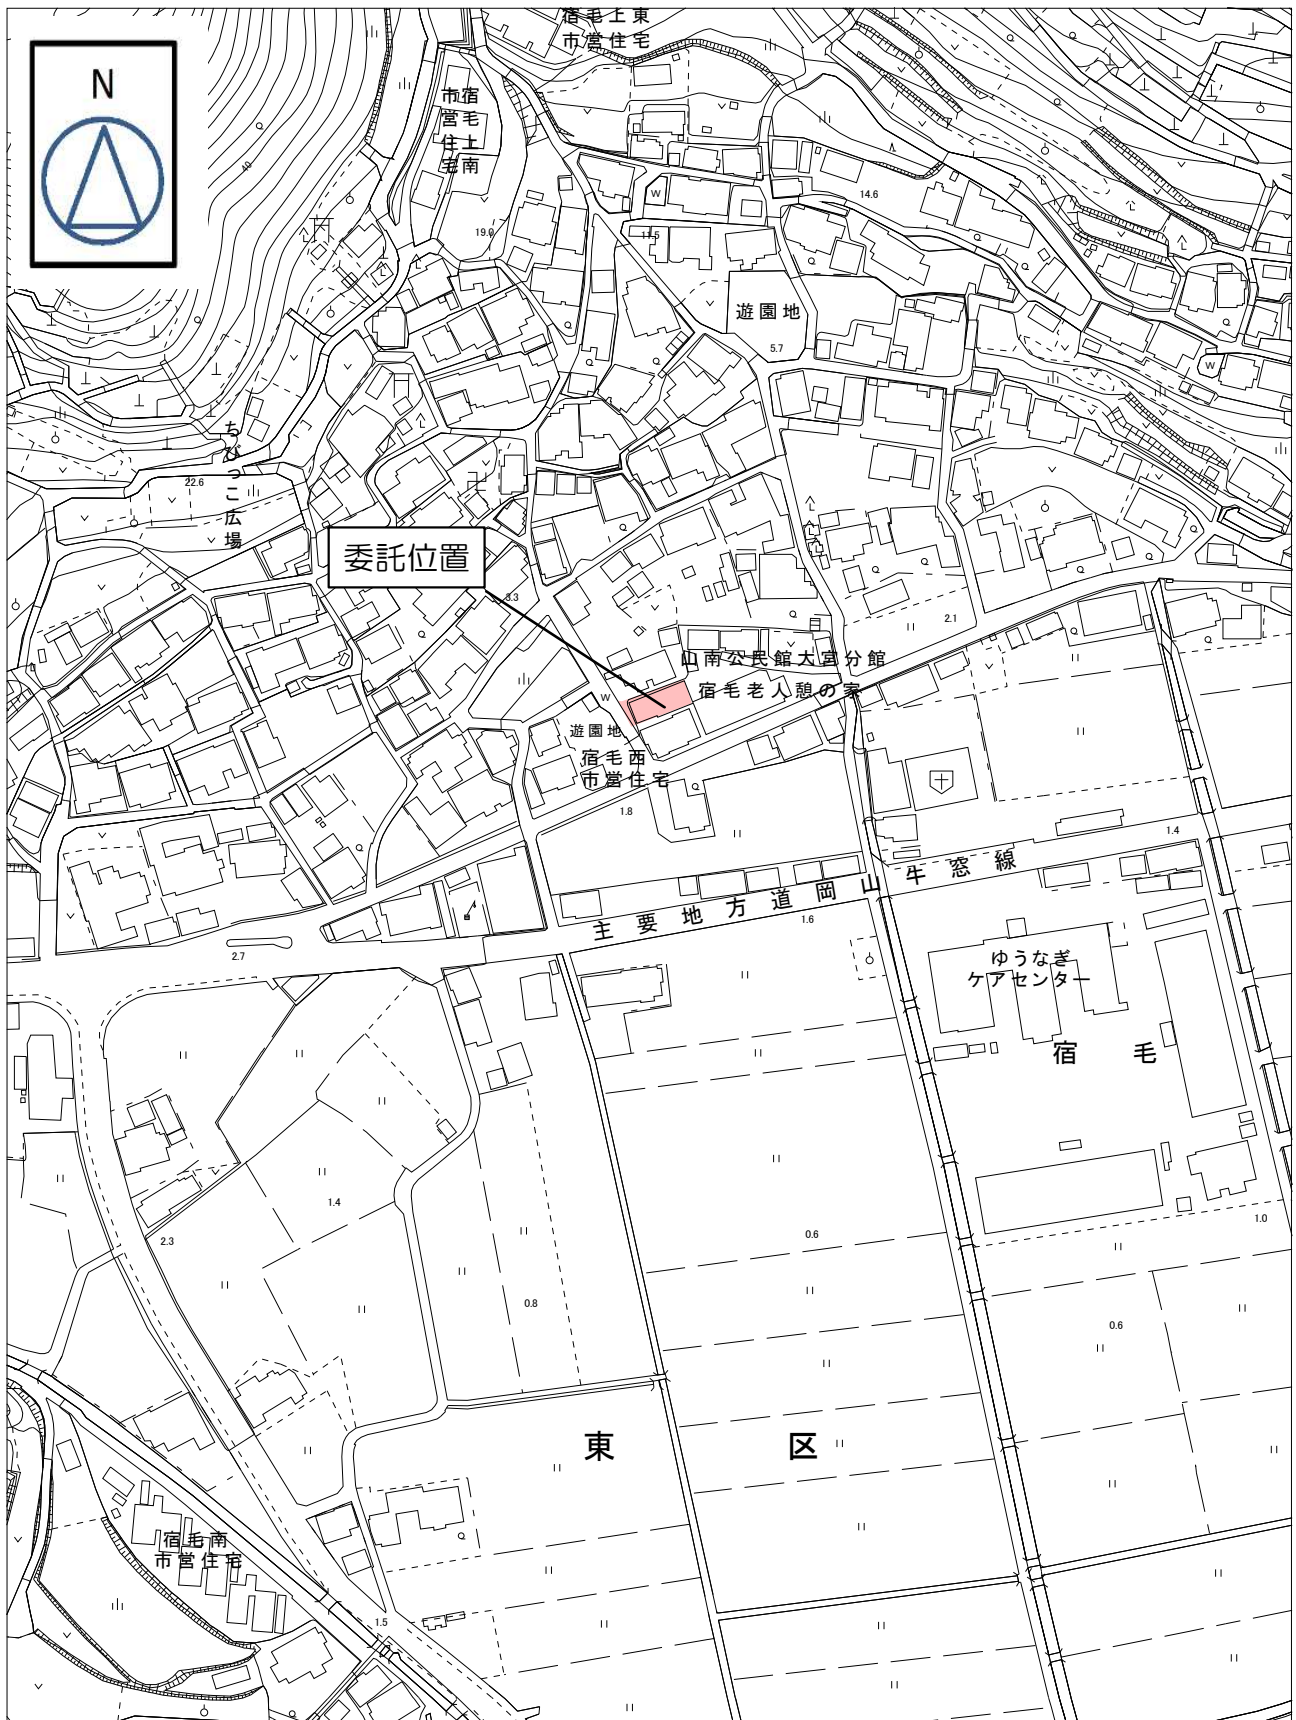 宿毛上東
市営住宅
N
宿毛上南
市営住宅
40
14.6
W
19.0
11.5
遊園地
5.7
W
ちびっこ広場
22.6
委託位置
3.3
2.1
山南公民館大宮分館
宿毛老人憩の家
W
遊園地
宿毛西
市営住宅
1.8
1.4
主要地方道岡山牛窓線
1.6
2.7
ゆうなぎ
ケアセンター
宿毛
1.4
2.3
0.6
1.0
0.8
0.6
東区
宿毛南
市営住宅
1.5